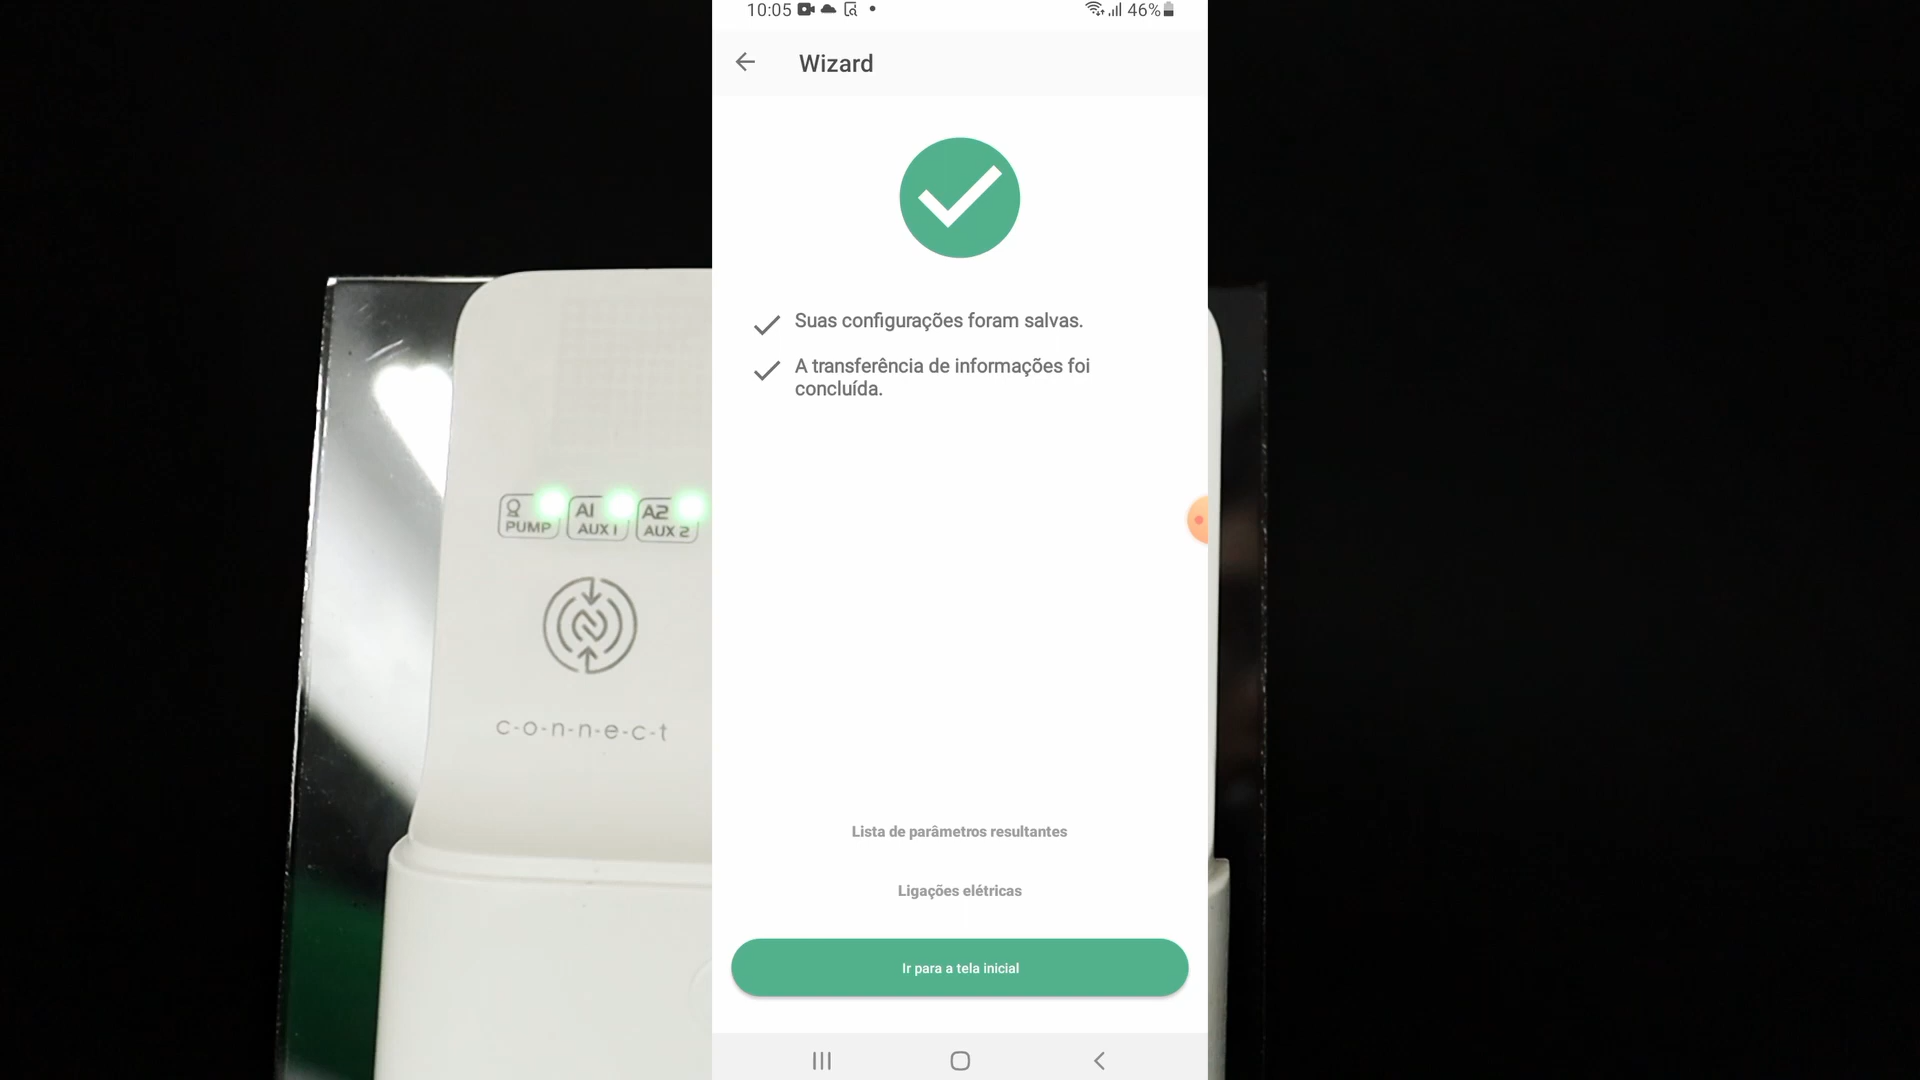 10:05
46%
Wizard
Suas configurações foram salvas.
A transferência de informações foi
concluída.
PUMP
A1
AUX 1
A2
AUX 2
c-o-n-n-e-c-t
Lista de parâmetros resultantes
Ligações elétricas
Ir para a tela inicial